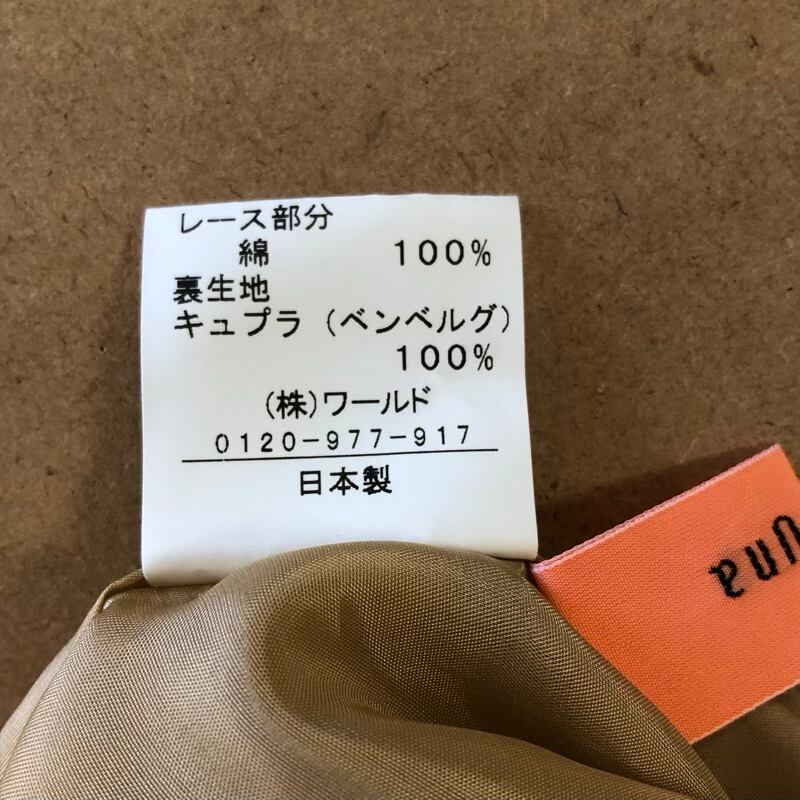 レース部分
綿 100%
裏生地
キュプラ (ベンベルグ)
100%
(株)ワールド
0120-977-917
日本製